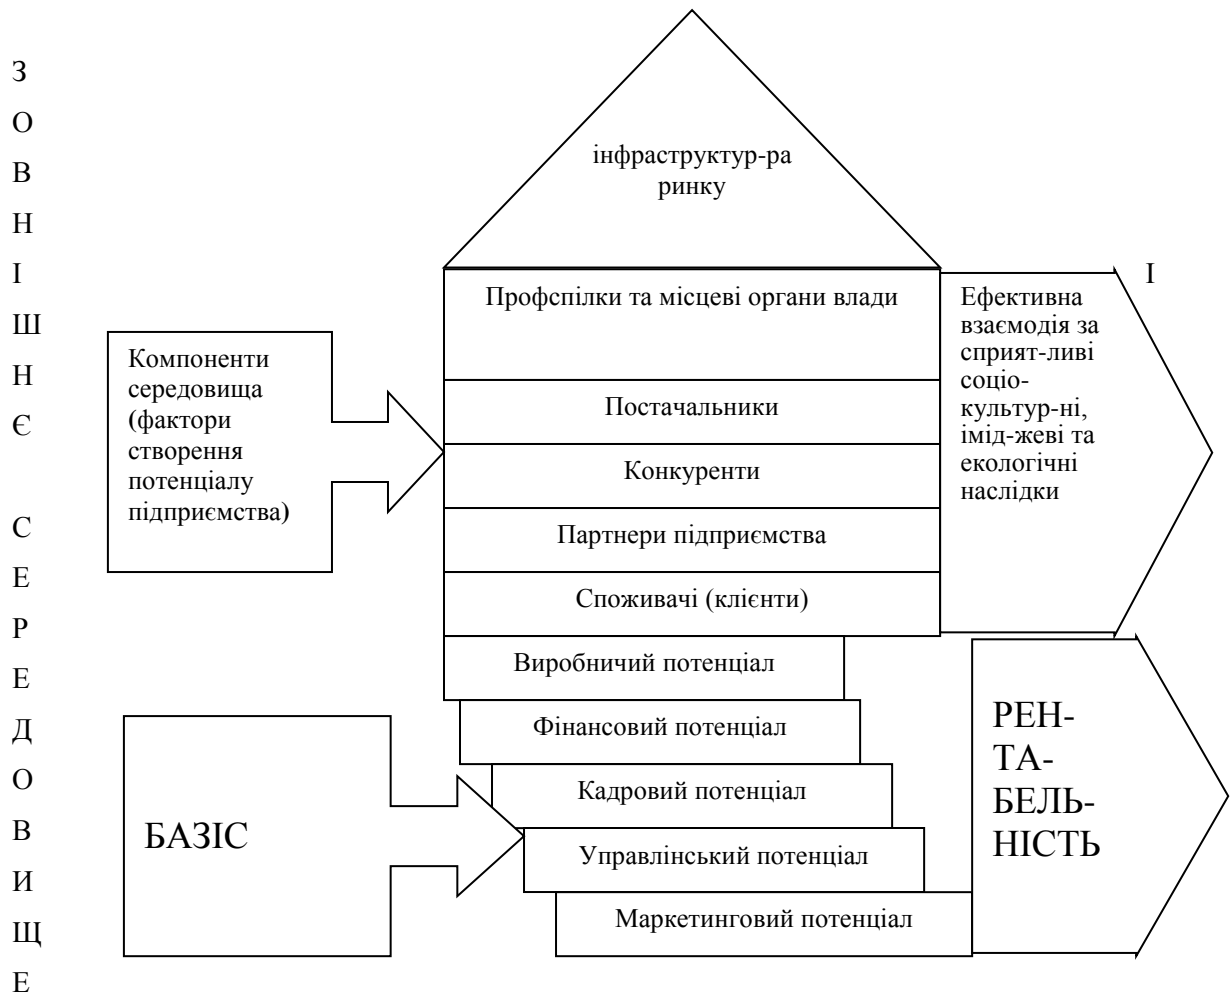 З
О
В
Н
І
Ш
Н
Є
С
Е
Р
Е
Д
О
В
И
Щ
Е
інфраструктур-ра
ринку
Профспілки та місцеві органи влади
Постачальники
Конкуренти
Партнери підприємства
Споживачі (клієнти)
Виробничий потенціал
Фінансовий потенціал
Кадровий потенціал
Управлінський потенціал
Маркетинговий потенціал
Компоненти
середовища
(фактори
створення
потенціалу
підприємства)
БАЗІС
І
Ефективна
взаємодія за
сприят-ливі
соціо-
культур-ні,
імід-жеві та
екологічні
наслідки
РЕН-
ТА-
БЕЛЬ-
НІСТЬ